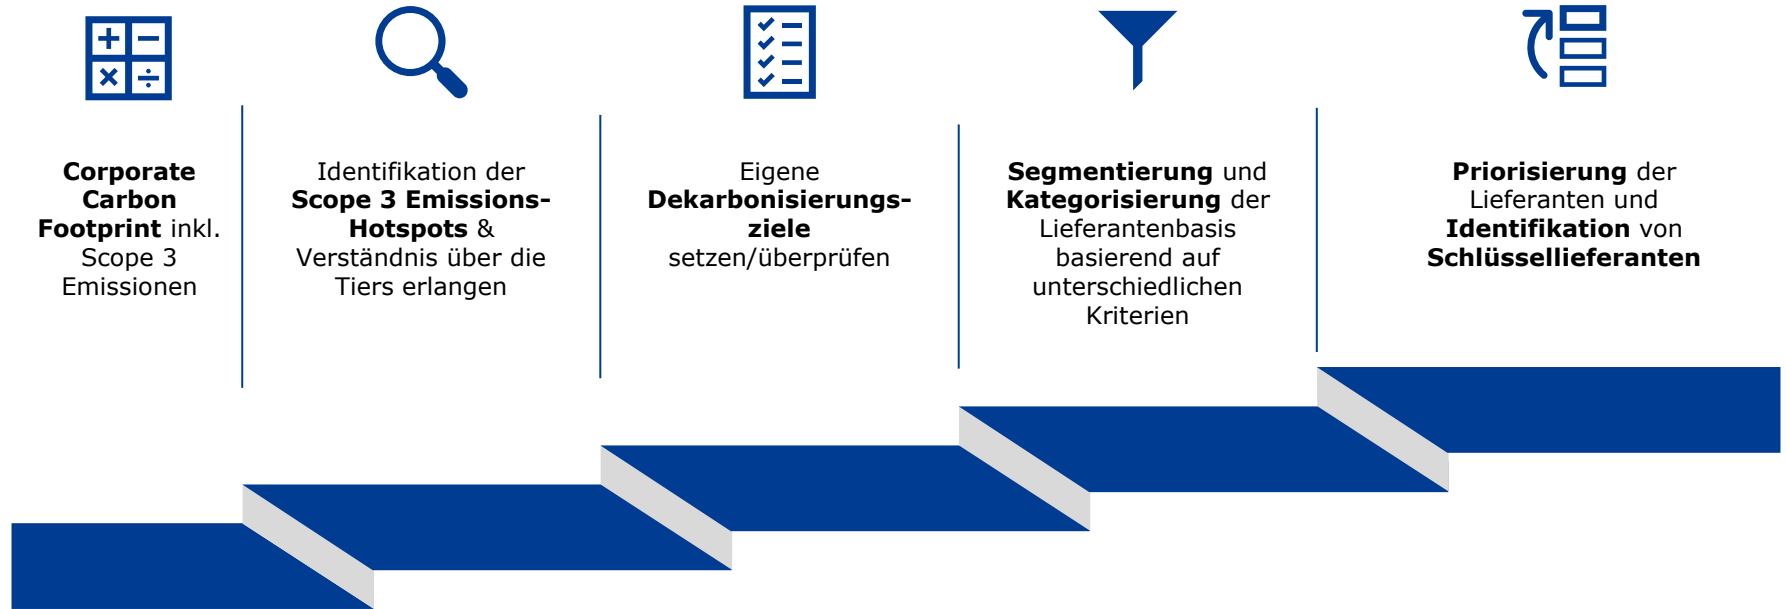 Corporate
Carbon
Footprint inkl.
Scope 3
Emissionen
Identifikation der
Scope 3 Emissions-
Hotspots &
Verständnis über die
Tiers erlangen
Eigene
Dekarbonisierungs-
ziele
setzen/überprüfen
Segmentierung und
Kategorisierung der
Lieferantenbasis
basierend auf
unterschiedlichen
Kriterien
Priorisierung der
Lieferanten und
Identifikation von
Schlüssellieferanten